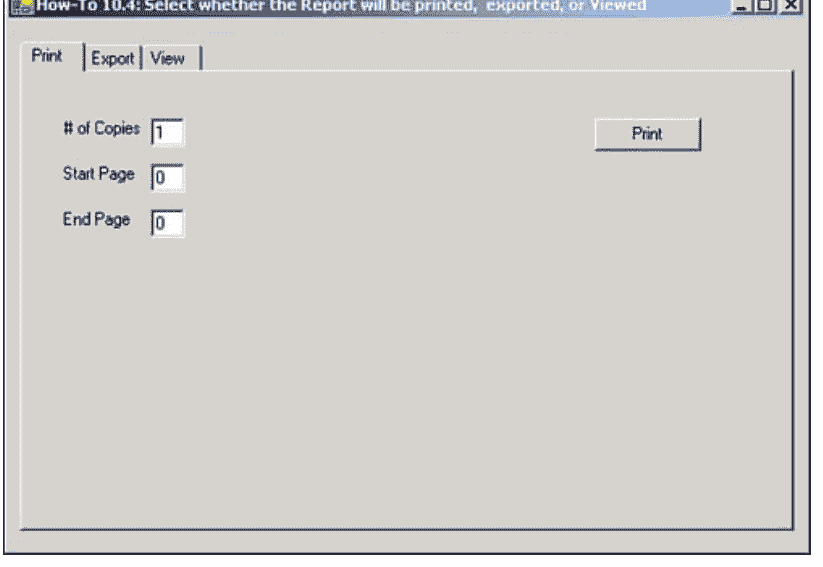 How-To 10.4: Select whether the Report will be printed, exported, or Viewed
Print Export View
# of Copies 1 Print
Start Page 0
End Page 0